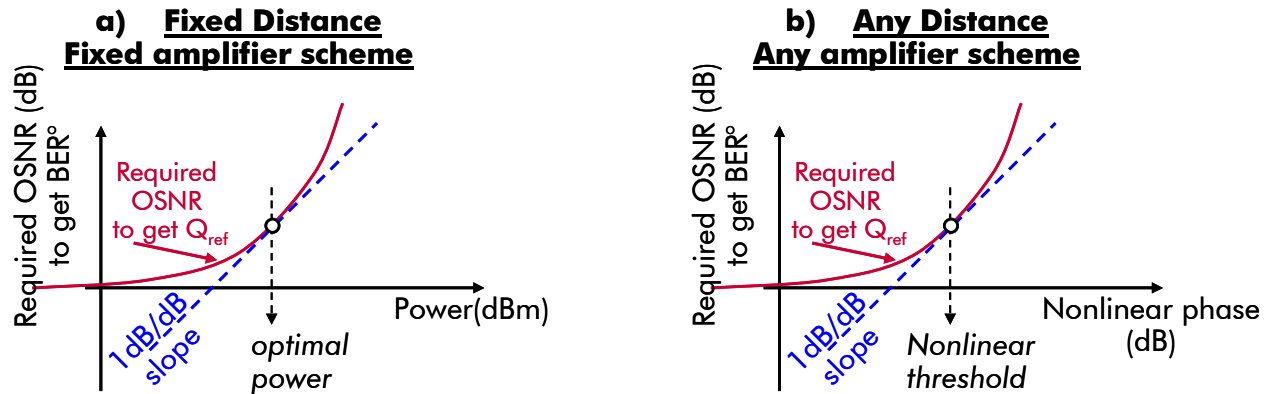 a) Fixed Distance
Fixed amplifier scheme
Required OSNR (dB)
to get BER°
Required
OSNR
to get Qref
Power(dBm)
1dB/dB
slope
optimal
power
b) Any Distance
Any amplifier scheme
Required OSNR (dB)
to get BER°
Required
OSNR
to get Qref
Nonlinear phase
(dB)
1dB/dB
slope
Nonlinear
threshold